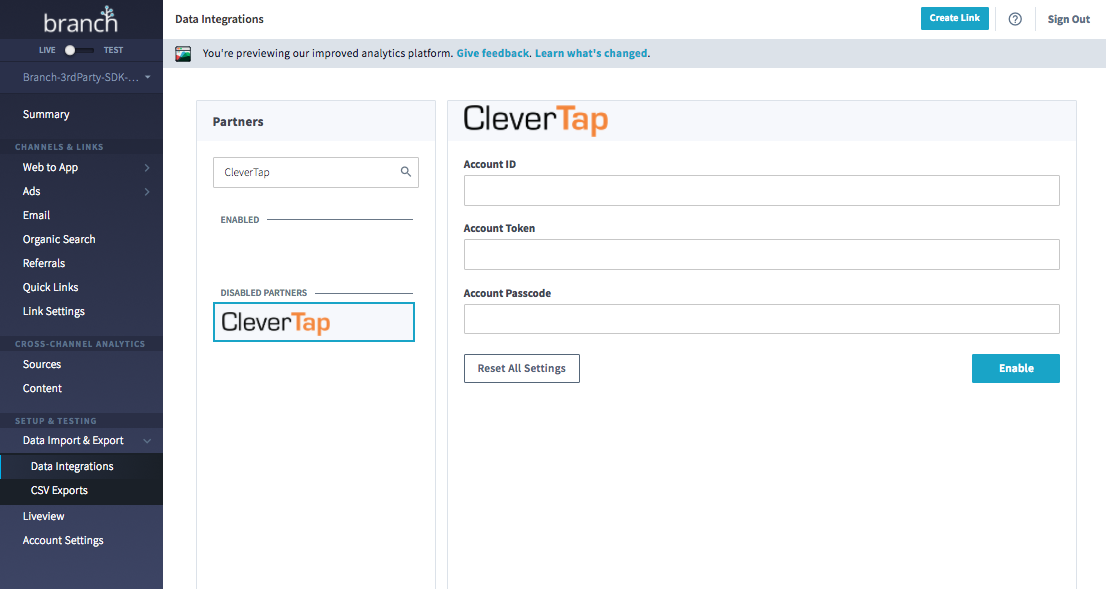 branch
LIVE TEST
Branch-3rdParty-SDK-...
Summary
CHANNELS & LINKS
Web to App
Ads
Email
Organic Search
Referrals
Quick Links
Link Settings
CROSS-CHANNEL ANALYTICS
Sources
Content
SETUP & TESTING
Data Import & Export
Data Integrations
CSV Exports
Liveview
Account Settings
Data Integrations
Create Link
?
Sign Out
You're previewing our improved analytics platform. Give feedback. Learn what's changed.
Partners
CleverTap
ENABLED
DISABLED PARTNERS
CleverTap
CleverTap
Account ID
Account Token
Account Passcode
Reset All Settings
Enable